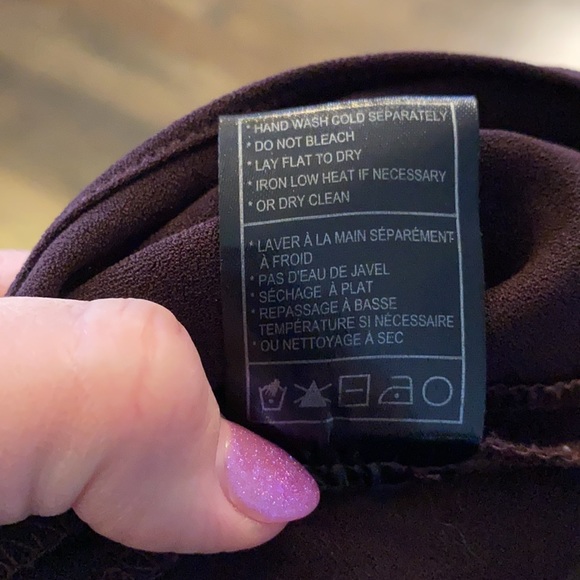 * HAND WASH COLD SEPARATELY
* DO NOT BLEACH
* LAY FLAT TO DRY
* IRON LOW HEAT IF NECESSARY
* OR DRY CLEAN
* LAVER À LA MAIN SÉPARÉMENT
À FROID
* PAS D'EAU DE JAVEL
* SÉCHAGE À PLAT
* REPASSAGE À BASSE
TEMPÉRATURE SI NÉCESSAIRE
* OU NETTOYAGE À SEC